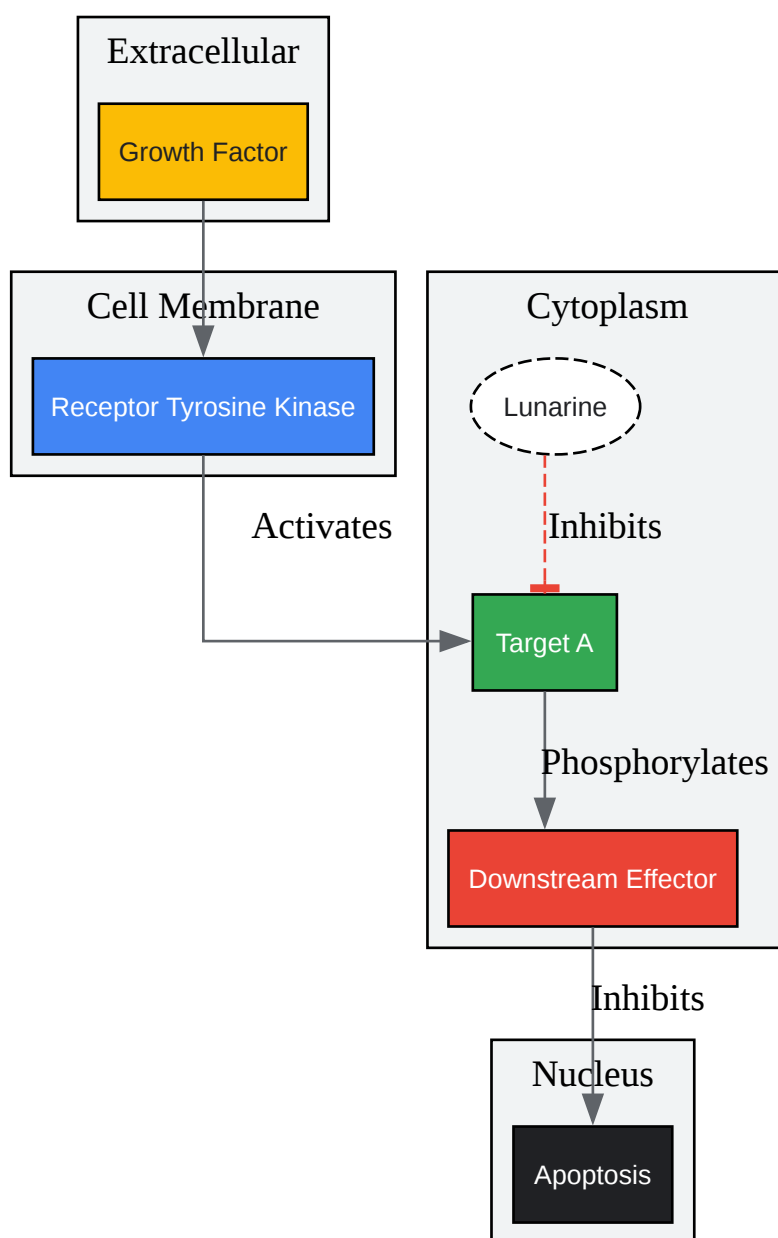 Extracellular
Growth Factor
Cell Membrane
Receptor Tyrosine Kinase
Cytoplasm
Lunarine
Activates
Inhibits
Target A
Phosphorylates
Downstream Effector
Inhibits
Nucleus
Apoptosis